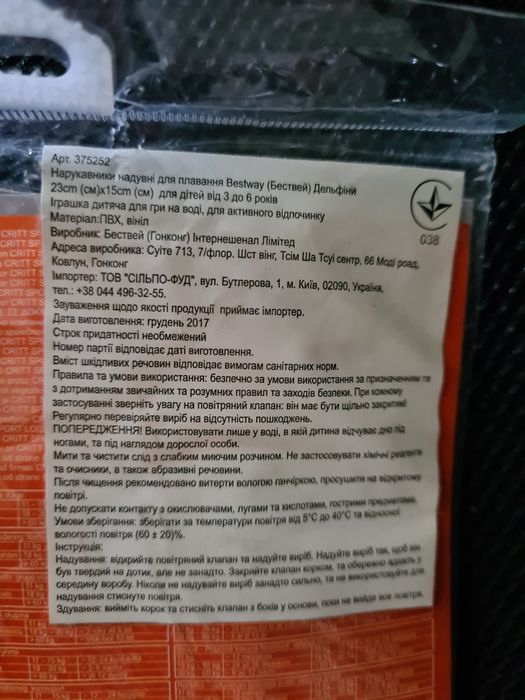 Арт. 375252
Нарукавники надувні для плавання Bestway (Бествей) Дельфіни
23cm (см)x15cm (см) для дітей від 3 до 6 років
Іграшка дитяча для гри на воді, для активного відпочинку
Матеріал:ПВХ, вініл
Виробник: Бествей (Гонконг) Інтернешенал Лімітед
Адреса виробника: Суіте 713, 7/флор. Шст вінг, Тсім Ша Тсуі сентр, 66 Моді роад,
Ковлун, Гонконг
Імпортер: ТОВ "СІЛЬПО-ФУД", вул. Бутлерова, 1, м. Київ, 02090, Україна,
тел.: +38 044 496-32-55.
Зауваження щодо якості продукції приймає імпортер.
Дата виготовлення: грудень 2017
Строк придатності необмежений
Номер партії відповідає даті виготовлення.
Вміст шкідливих речовин відповідає вимогам санітарних норм.
Правила та умови використання: безпечно за умови використання за призначенням та
з дотриманням звичайних та розумних правил та заходів безпеки. При кожному
застосуванні зверніть увагу на повітряний клапан: він має бути щільно закритим!
Регулярно перевіряйте виріб на відсутність пошкоджень.
ПОПЕРЕДЖЕННЯ! Використовувати лише у воді, в якій дитина відчуває дно під
ногами, та під наглядом дорослої особи.
Мити та чистити слід з слабким миючим розчином. Не застосовувати хімічні реагенти
та очисники, а також абразивні речовини.
Після чищення рекомендовано витерти вологою ганчіркою, просушити на відкритому
повітрі.
Не допускати контакту з окислювачами, лугами та кислотами, гострими предметами.
Умови зберігання: зберігати за температури повітря від 5°С до 40°С та відносної
вологості повітря (60 ± 20)%.
Інструкція:
Надування: відкрийте повітряний клапан та надуйте виріб. Надуйте виріб так, щоб він
був твердий на дотик, але не занадто. Закрийте клапан корком, та обережно вдавіть у
середину воробу. Ніколи не надувайте виріб занадто сильно, та не використовуйте для
надування стиснуте повітря.
Здування: вийміть корок та стисніть клапан з боків у основи, поки не вийде все повітря.
038